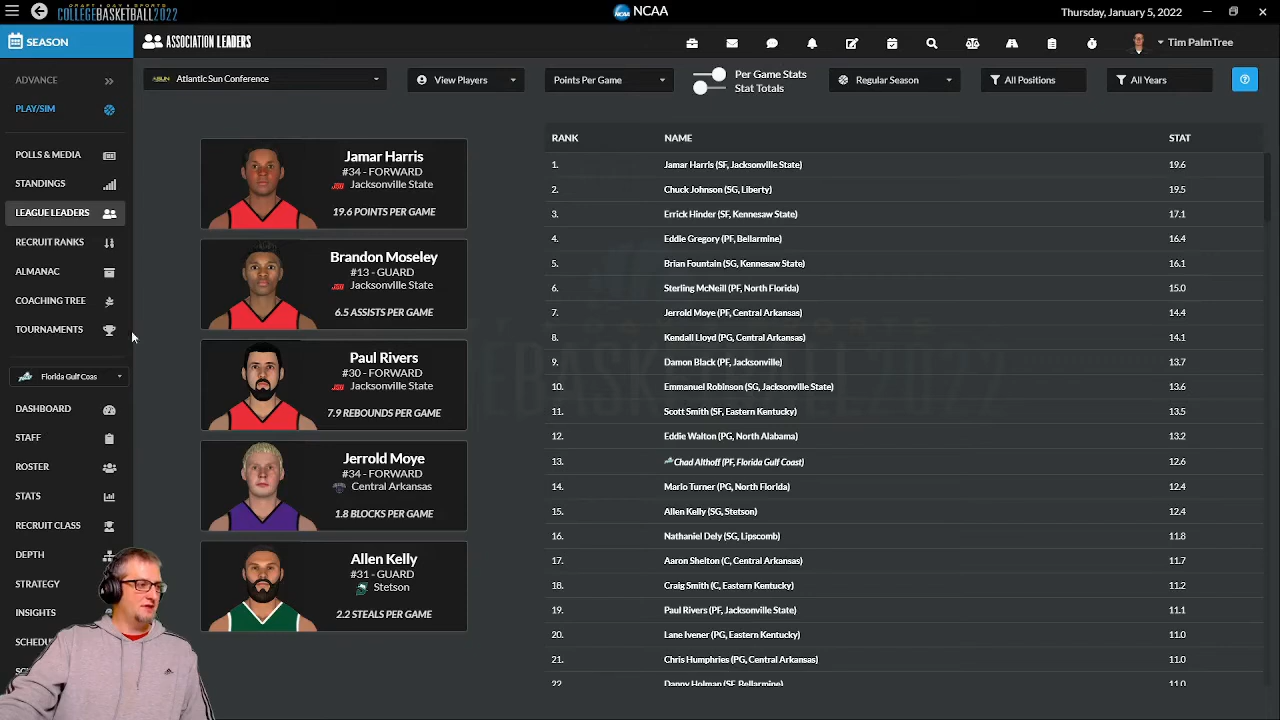 DRAFT DAY SPORTS
COLLEGE BASKETBALL 2022
NCAA
Thursday, January 5, 2022
SEASON
ASSOCIATION LEADERS
Tim PalmTree
ADVANCE
PLAY/SIM
ASUN Atlantic Sun Conference
View Players
Points Per Game
Per Game Stats
Stat Totals
Regular Season
All Positions
All Years
POLLS & MEDIA
STANDINGS
LEAGUE LEADERS
RECRUIT RANKS
ALMANAC
COACHING TREE
TOURNAMENTS
Florida Gulf Coas
DASHBOARD
STAFF
ROSTER
STATS
RECRUIT CLASS
DEPTH
STRATEGY
INSIGHTS
SCHEDU
Jamar Harris
#34 - FORWARD
Jacksonville State
19.6 POINTS PER GAME
Brandon Moseley
#13 - GUARD
Jacksonville State
6.5 ASSISTS PER GAME
Paul Rivers
#30 - FORWARD
Jacksonville State
7.9 REBOUNDS PER GAME
Jerrold Moye
#34 - FORWARD
Central Arkansas
1.8 BLOCKS PER GAME
Allen Kelly
#31 - GUARD
Stetson
2.2 STEALS PER GAME
RANK NAME STAT
1. Jamar Harris (SF, Jacksonville State) 19.6
2. Chuck Johnson (SG, Liberty) 19.5
3. Errick Hinder (SF, Kennesaw State) 17.1
4. Eddie Gregory (PF, Bellarmine) 16.4
5. Brian Fountain (SG, Kennesaw State) 16.1
6. Sterling McNeill (PF, North Florida) 15.0
7. Jerrold Moye (PF, Central Arkansas) 14.4
8. Kendall Lloyd (PG, Central Arkansas) 14.1
9. Damon Black (PF, Jacksonville) 13.7
10. Emmanuel Robinson (SG, Jacksonville State) 13.6
11. Scott Smith (SF, Eastern Kentucky) 13.5
12. Eddie Walton (PG, North Alabama) 13.2
13. Chad Althoff (PF, Florida Gulf Coast) 12.6
14. Mario Turner (PG, North Florida) 12.4
15. Allen Kelly (SG, Stetson) 12.4
16. Nathaniel Dely (SG, Lipscomb) 11.8
17. Aaron Shelton (C, Central Arkansas) 11.7
18. Craig Smith (C, Eastern Kentucky) 11.2
19. Paul Rivers (PF, Jacksonville State) 11.1
20. Lane Ivener (PG, Eastern Kentucky) 11.0
21. Chris Humphries (PG, Central Arkansas) 11.0
22. Danny Holman (SF, Bellarmine) 11.0